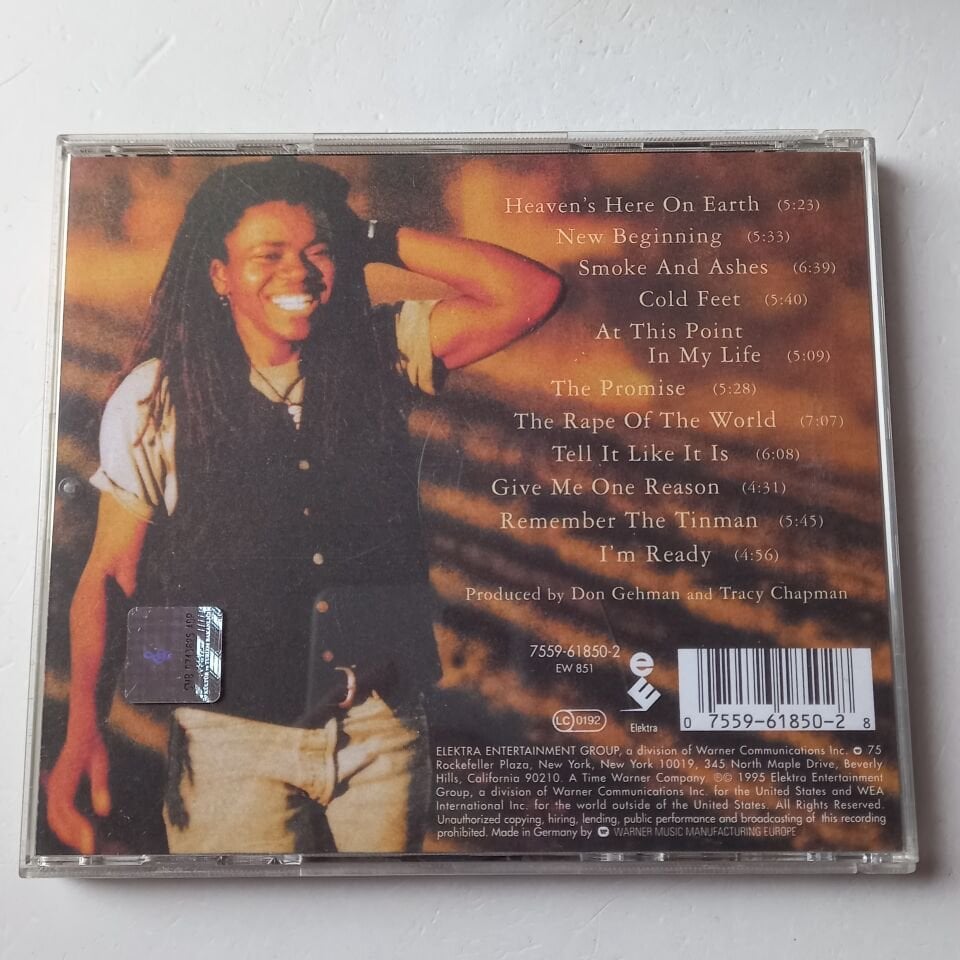 Heaven's Here On Earth (5:23)
New Beginning (5:33)
Smoke And Ashes (6:39)
Cold Feet (5:40)
At This Point
In My Life (5:09)
The Promise (5:28)
The Rape Of The World (7:07)
Tell It Like It Is (6:08)
Give Me One Reason (4:31)
Remember The Tinman (5:45)
I'm Ready (4:56)
Produced by Don Gehman and Tracy Chapman
7559-61850-2
EW 851
LC 0192
Elektra
0 7559-61850-2 8
ELEKTRA ENTERTAINMENT GROUP, a division of Warner Communications Inc. 75
Rockefeller Plaza, New York, New York 10019, 345 North Maple Drive, Beverly
Hills, California 90210. A Time Warner Company. ℗© 1995 Elektra Entertainment
Group, a division of Warner Communications Inc. for the United States and WEA
International Inc. for the world outside of the United States. All Rights Reserved.
Unauthorized copying, hiring, lending, public performance and broadcasting of this recording
prohibited. Made in Germany by WARNER MUSIC MANUFACTURING EUROPE